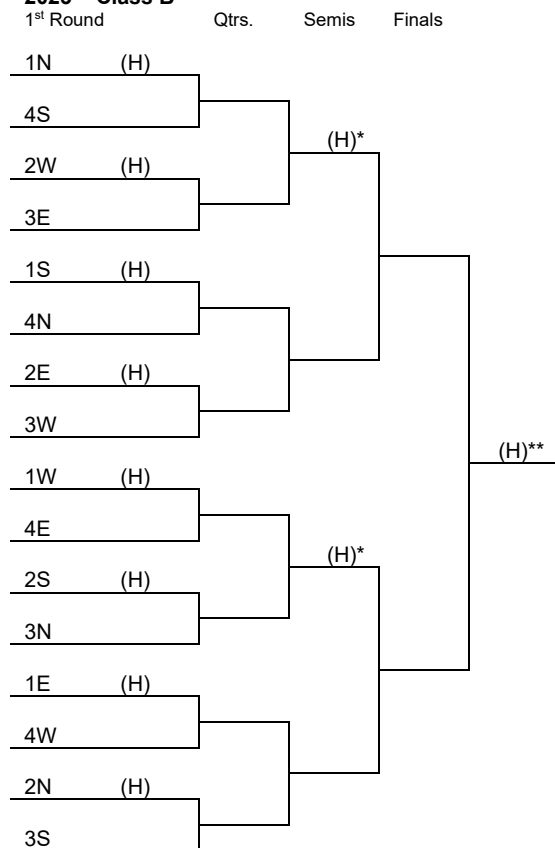 1st Round Qtrs. Semis Finals
1N (H)
4S
(H)*
2W (H)
3E
1S (H)
4N
2E (H)
3W
(H)**
1W (H)
4E
(H)*
2S (H)
3N
1E (H)
4W
2N (H)
3S